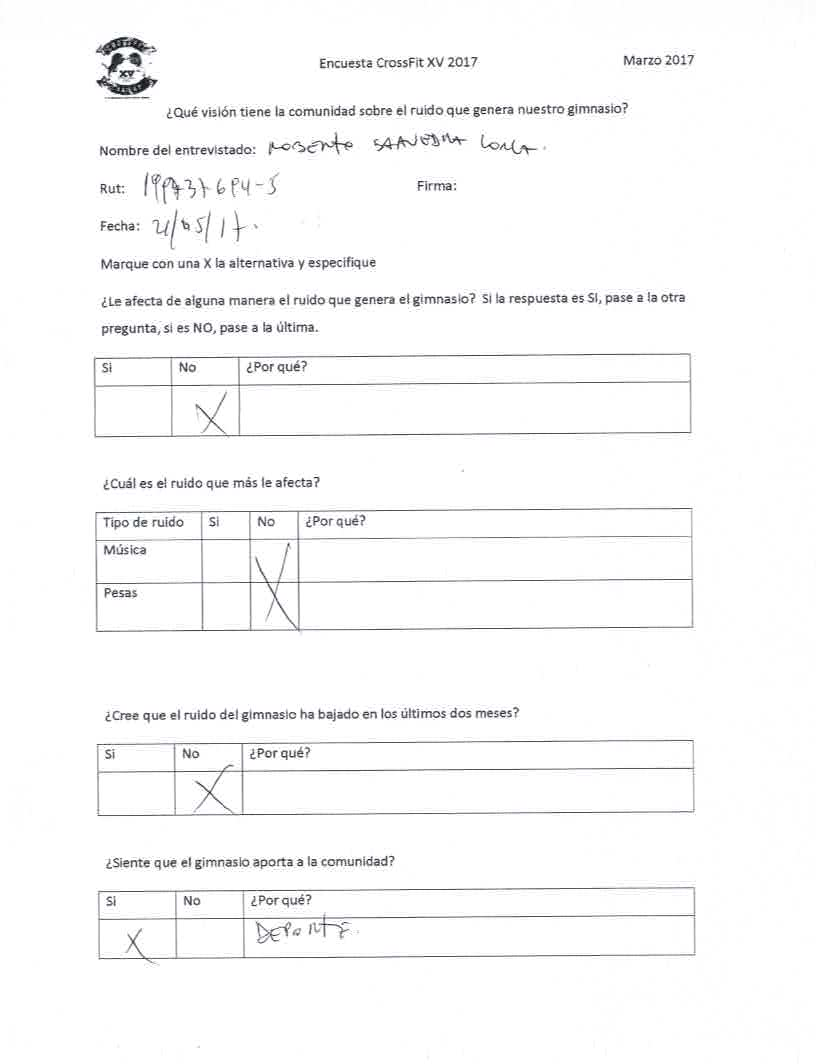 XV
Encuesta CrossFit XV 2017 Marzo 2017
¿Qué visión tiene la comunidad sobre el ruido que genera nuestro gimnasio?
Nombre del entrevistado: ROBERTO SAAVEDRA
Rut: Firma:
Fecha:
Marque con una X la alternativa y especifique
¿Le afecta de alguna manera el ruido que genera el gimnasio? Si la respuesta es SI, pase a la otra
pregunta, si es NO, pase a la última.
Si No ¿Por qué?
X
¿Cuál es el ruido que más le afecta?
Tipo de ruido Si No ¿Por qué?
Música
X
Pesas
¿Cree que el ruido del gimnasio ha bajado en los últimos dos meses?
Si No ¿Por qué?
X
¿Siente que el gimnasio aporta a la comunidad?
Si No ¿Por qué?
X DEPORTE.